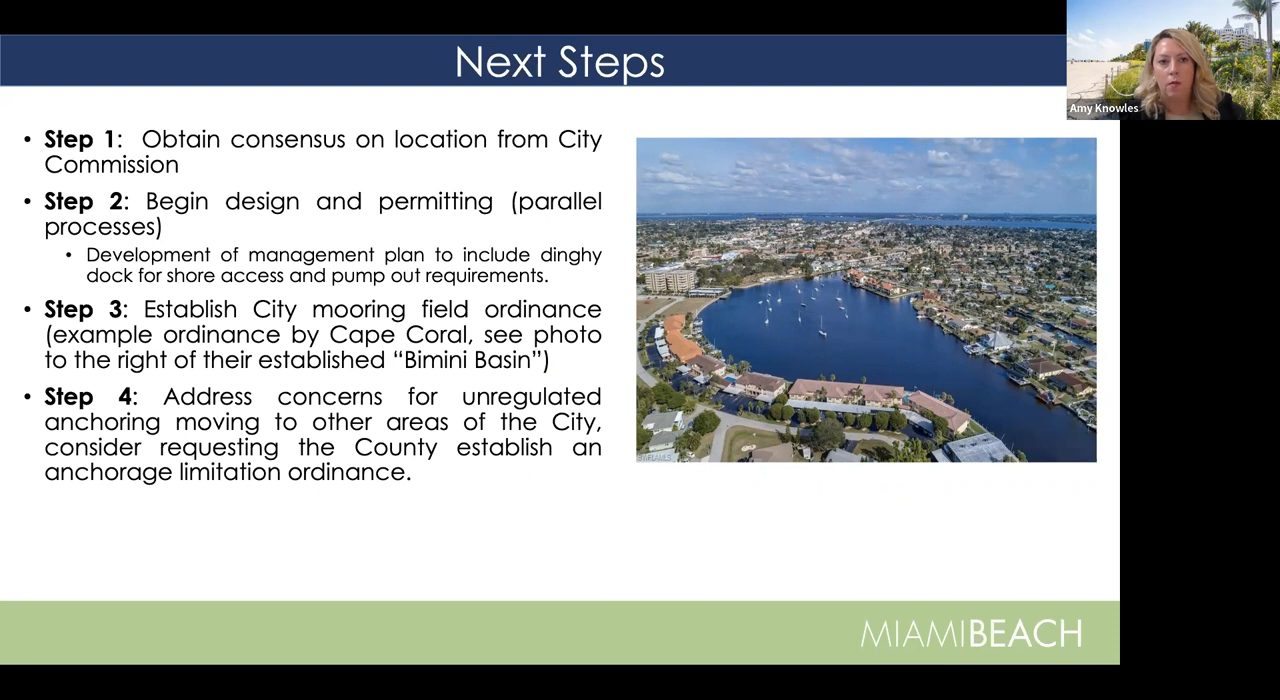 Next Steps
Amy Knowles
• Step 1: Obtain consensus on location from City
Commission
• Step 2: Begin design and permitting (parallel
processes)
• Development of management plan to include dinghy
dock for shore access and pump out requirements.
• Step 3: Establish City mooring field ordinance
(example ordinance by Cape Coral, see photo
to the right of their established “Bimini Basin”)
• Step 4: Address concerns for unregulated
anchoring moving to other areas of the City,
consider requesting the County establish an
anchorage limitation ordinance.
MIAMIBEACH